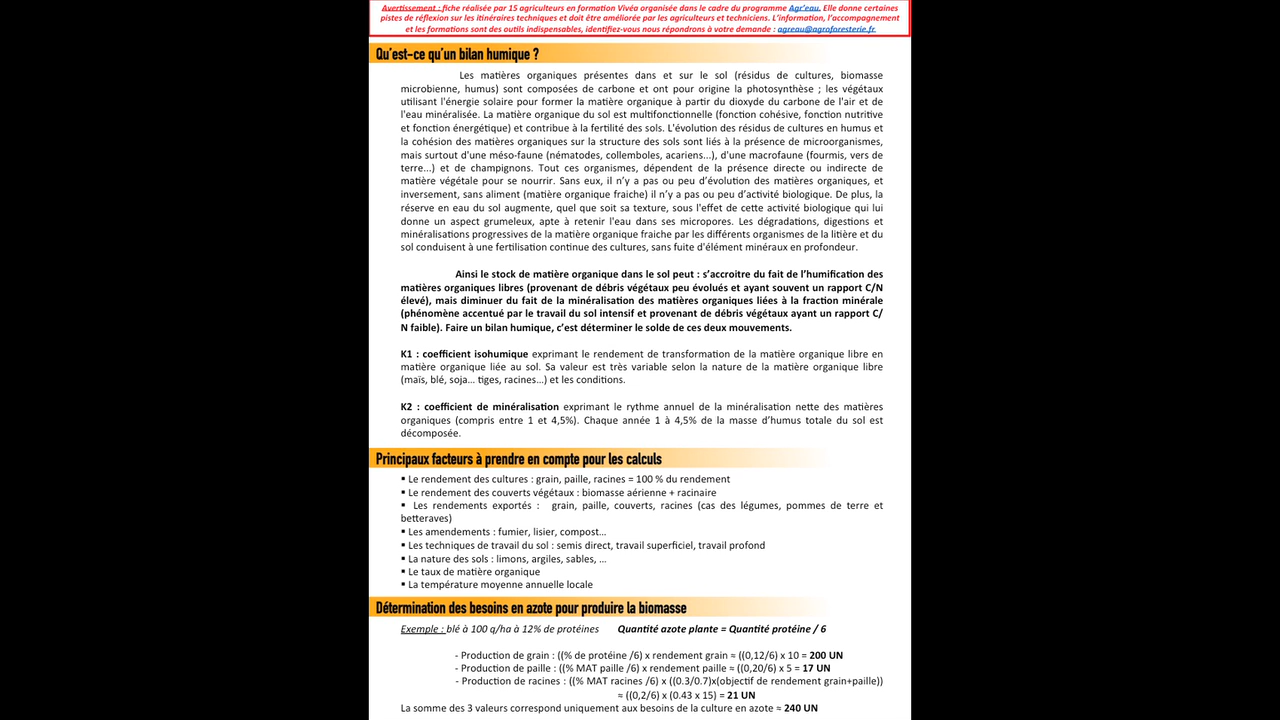 Avertissement : fiche réalisée par 15 agriculteurs en formation Vivéa organisée dans le cadre du programme Agr'eau. Elle donne certaines
pistes de réflexion sur les itinéraires techniques et doit être améliorée par les agriculteurs et techniciens. L'information, l'accompagnement
et les formations sont des outils indispensables, identifiez-vous nous répondrons à votre demande : agreau@agroforesterie.fr
Qu'est-ce qu'un bilan humique ?
Les matières organiques présentes dans et sur le sol (résidus de cultures, biomasse
microbienne, humus) sont composées de carbone et ont pour origine la photosynthèse ; les végétaux
utilisant l'énergie solaire pour former la matière organique à partir du dioxyde du carbone de l'air et de
l'eau minéralisée. La matière organique du sol est multifonctionnelle (fonction cohésive, fonction nutritive
et fonction énergétique) et contribue à la fertilité des sols. L'évolution des résidus de cultures en humus et
la cohésion des matières organiques sur la structure des sols sont liés à la présence de microorganismes,
mais surtout d'une méso-faune (nématodes, collemboles, acariens...), d'une macrofaune (fourmis, vers de
terre...) et de champignons. Tout ces organismes, dépendent de la présence directe ou indirecte de
matière végétale pour se nourrir. Sans eux, il n'y a pas ou peu d'évolution des matières organiques, et
inversement, sans aliment (matière organique fraiche) il n'y a pas ou peu d'activité biologique. De plus, la
réserve en eau du sol augmente, quel que soit sa texture, sous l'effet de cette activité biologique qui lui
donne un aspect grumeleux, apte à retenir l'eau dans ses micropores. Les dégradations, digestions et
minéralisations progressives de la matière organique fraiche par les différents organismes de la litière et du
sol conduisent à une fertilisation continue des cultures, sans fuite d'élément minéraux en profondeur.
Ainsi le stock de matière organique dans le sol peut : s'accroitre du fait de l'humification des
matières organiques libres (provenant de débris végétaux peu évolués et ayant souvent un rapport C/N
élevé), mais diminuer du fait de la minéralisation des matières organiques liées à la fraction minérale
(phénomène accentué par le travail du sol intensif et provenant de débris végétaux ayant un rapport C/
N faible). Faire un bilan humique, c'est déterminer le solde de ces deux mouvements.
K1 : coefficient isohumique exprimant le rendement de transformation de la matière organique libre en
matière organique liée au sol. Sa valeur est très variable selon la nature de la matière organique libre
(maïs, blé, soja... tiges, racines...) et les conditions.
K2 : coefficient de minéralisation exprimant le rythme annuel de la minéralisation nette des matières
organiques (compris entre 1 et 4,5%). Chaque année 1 à 4,5% de la masse d'humus totale du sol est
décomposée.
Principaux facteurs à prendre en compte pour les calculs
▪ Le rendement des cultures : grain, paille, racines = 100 % du rendement
▪ Le rendement des couverts végétaux : biomasse aérienne + racinaire
▪ Les rendements exportés : grain, paille, couverts, racines (cas des légumes, pommes de terre et
betteraves)
▪ Les amendements : fumier, lisier, compost...
▪ Les techniques de travail du sol : semis direct, travail superficiel, travail profond
▪ La nature des sols : limons, argiles, sables, ...
▪ Le taux de matière organique
▪ La température moyenne annuelle locale
Détermination des besoins en azote pour produire la biomasse
Exemple : blé à 100 q/ha à 12% de protéines Quantité azote plante = Quantité protéine / 6
- Production de grain : ((% de protéine /6) x rendement grain ≈ ((0,12/6) x 10 = 200 UN
- Production de paille : ((% MAT paille /6) x rendement paille ≈ ((0,20/6) x 5 = 17 UN
- Production de racines : ((% MAT racines /6) x ((0.3/0.7)x(objectif de rendement grain+paille))
≈ ((0,2/6) x (0.43 x 15) = 21 UN
La somme des 3 valeurs correspond uniquement aux besoins de la culture en azote ≈ 240 UN